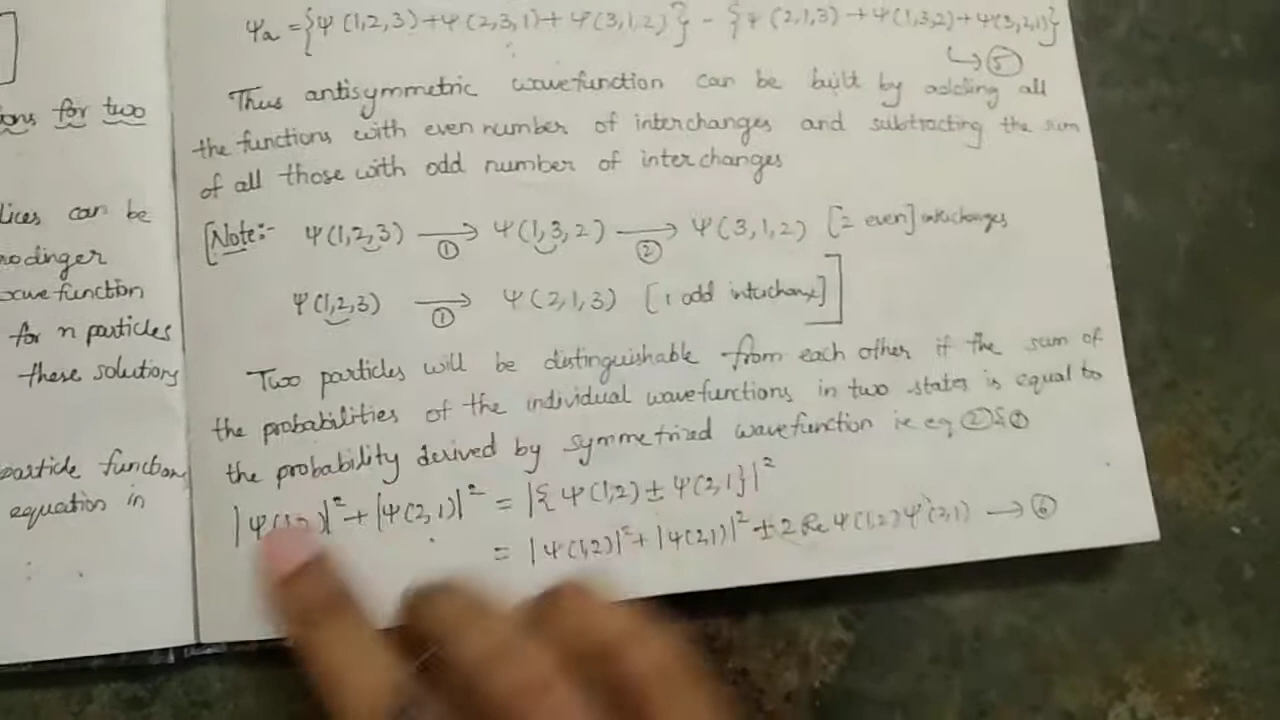 ons for two
lices can be
rodinger
wave function
for n particles
these solutions
particle function
equation in
Ψa = {Ψ(1,2,3)+Ψ(2,3,1)+Ψ(3,1,2)} - {Ψ(2,1,3)+Ψ(1,3,2)+Ψ(3,2,1)}
↳ ⑤
Thus antisymmetric wavefunction can be built by adding all
the functions with even number of interchanges and subtracting the sum
of all those with odd number of interchanges
[Note:- Ψ(1,2,3) →① Ψ(1,3,2) →② Ψ(3,1,2) [2 even] interchanges
Ψ(1,2,3) →① Ψ(2,1,3) [1 odd interchange]]
Two particles will be distinguishable from each other if the sum of
the probabilities of the individual wavefunctions in two states is equal to
the probability derived by symmetrized wavefunction ie eq ②&
|Ψ(1,2)|² + |Ψ(2,1)|² = |{Ψ(1,2) ± Ψ(2,1)}|²
= |Ψ(1,2)|² + |Ψ(2,1)|² ± 2 Re Ψ(1,2) Ψ*(2,1) → ⑥